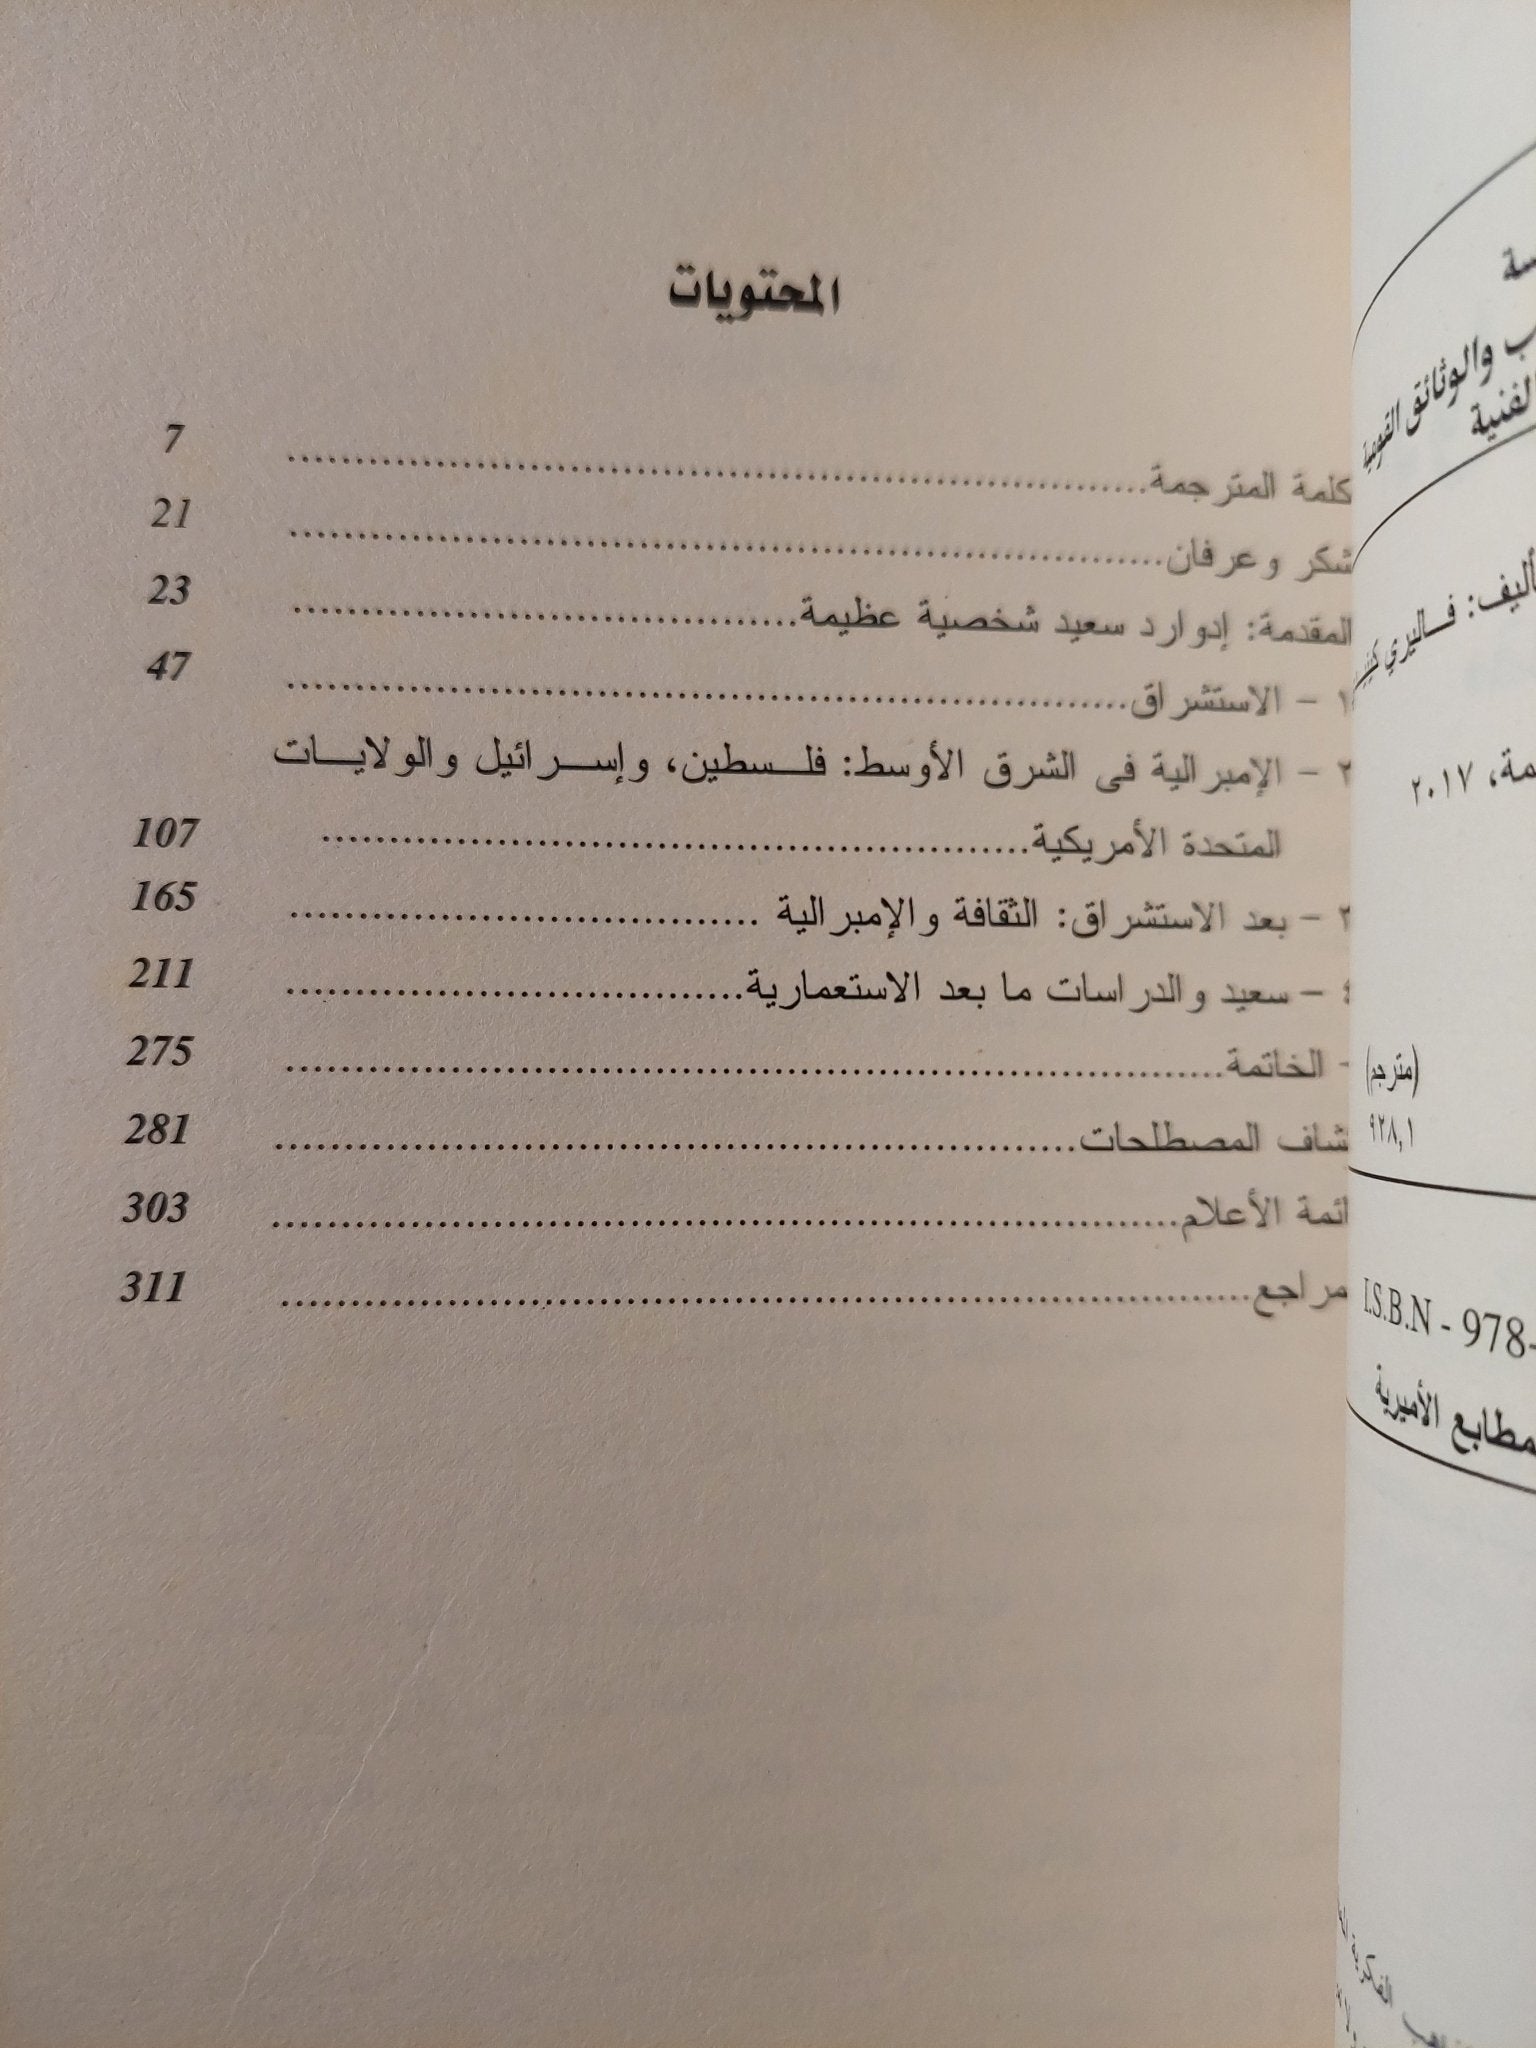 المحتويات
كلمة المترجمة 7
شكر وعرفان 21
المقدمة: إدوارد سعيد شخصية عظيمة 23
١ - الاستشراق 47
٢ - الإمبرالية فى الشرق الأوسط: فلسطين، وإسرائيل والولايات
المتحدة الأمريكية 107
- بعد الاستشراق: الثقافة والإمبرالية 165
٤ - سعيد والدراسات ما بعد الاستعمارية 211
- الخاتمة 275
المصطلحات 281
الأعلام 303
311
والوثائق القومية
الفنية
فاليري
٢٠١٧
(مترجم)
٩٢٨,١
I.S.B.N - 978-
الأميرية